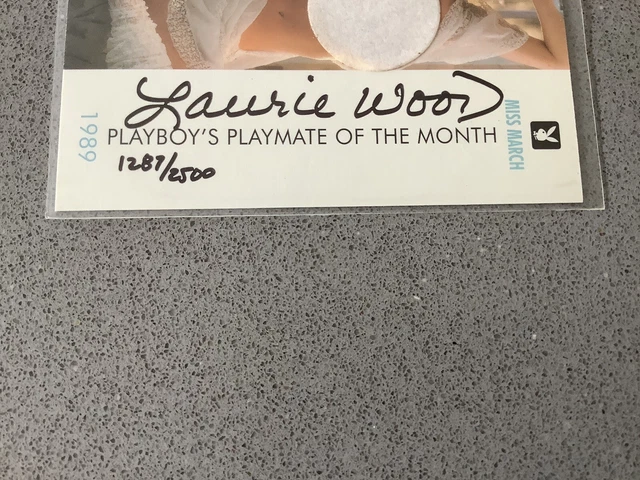 Laurie Wood
1989
PLAYBOY'S PLAYMATE OF THE MONTH
MISS MARCH
1287/2500